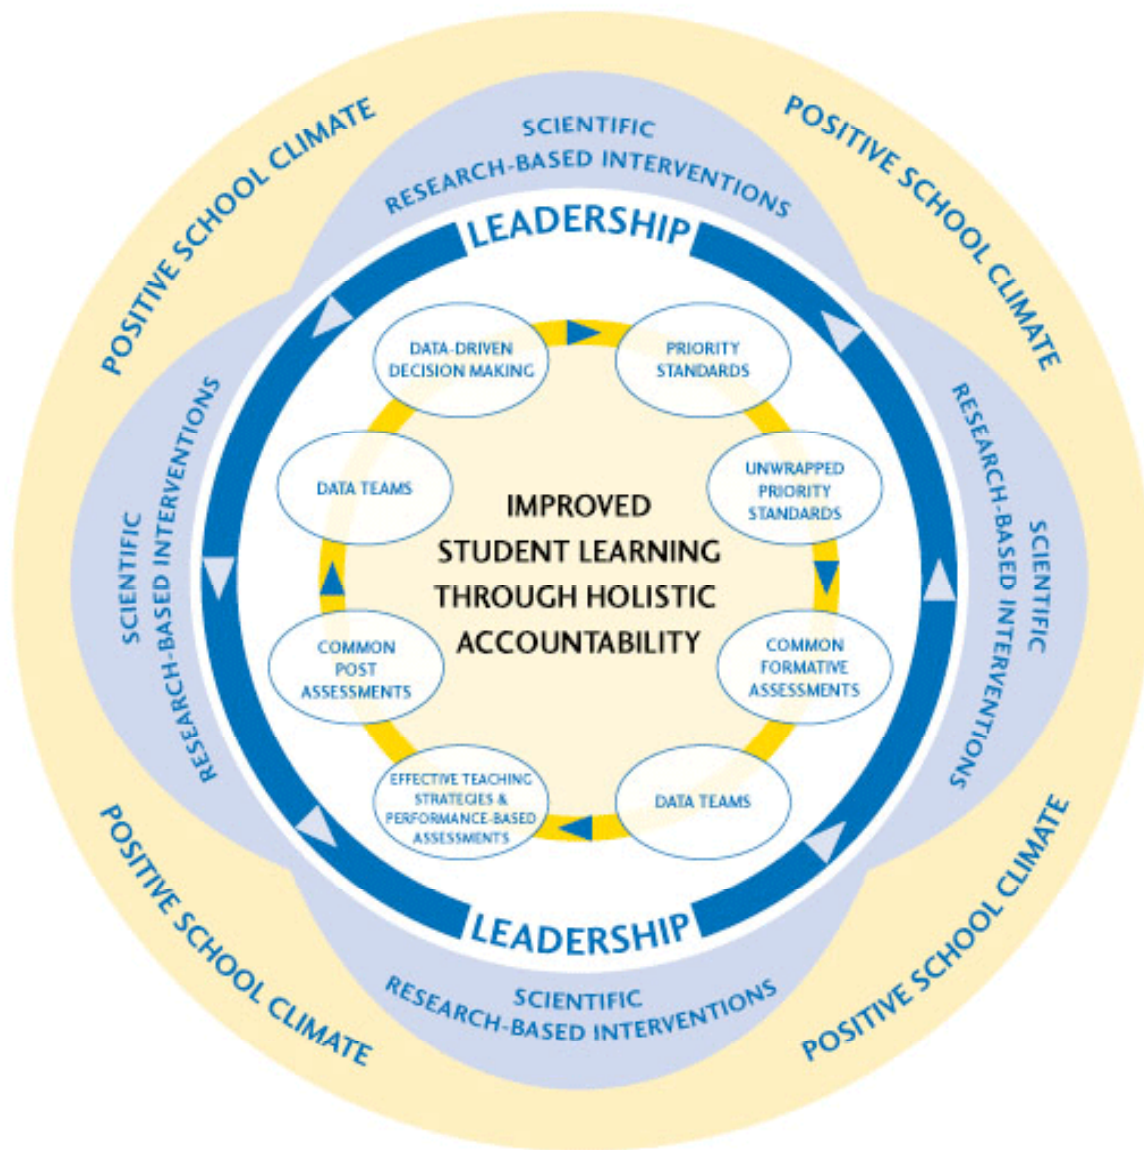 POSITIVE SCHOOL CLIMATE
POSITIVE SCHOOL CLIMATE
SCIENTIFIC
RESEARCH-BASED INTERVENTIONS
LEADERSHIP
DATA-DRIVEN
DECISION MAKING
PRIORITY
STANDARDS
UNWRAPPED
PRIORITY
STANDARDS
COMMON
FORMATIVE
ASSESSMENTS
DATA TEAMS
EFFECTIVE TEACHING
STRATEGIES &
PERFORMANCE-BASED
ASSESSMENTS
COMMON
POST
ASSESSMENTS
DATA TEAMS
IMPROVED
STUDENT LEARNING
THROUGH HOLISTIC
ACCOUNTABILITY
SCIENTIFIC
RESEARCH-BASED INTERVENTIONS
SCIENTIFIC
RESEARCH-BASED INTERVENTIONS
LEADERSHIP
SCIENTIFIC
RESEARCH-BASED INTERVENTIONS
POSITIVE SCHOOL CLIMATE
POSITIVE SCHOOL CLIMATE